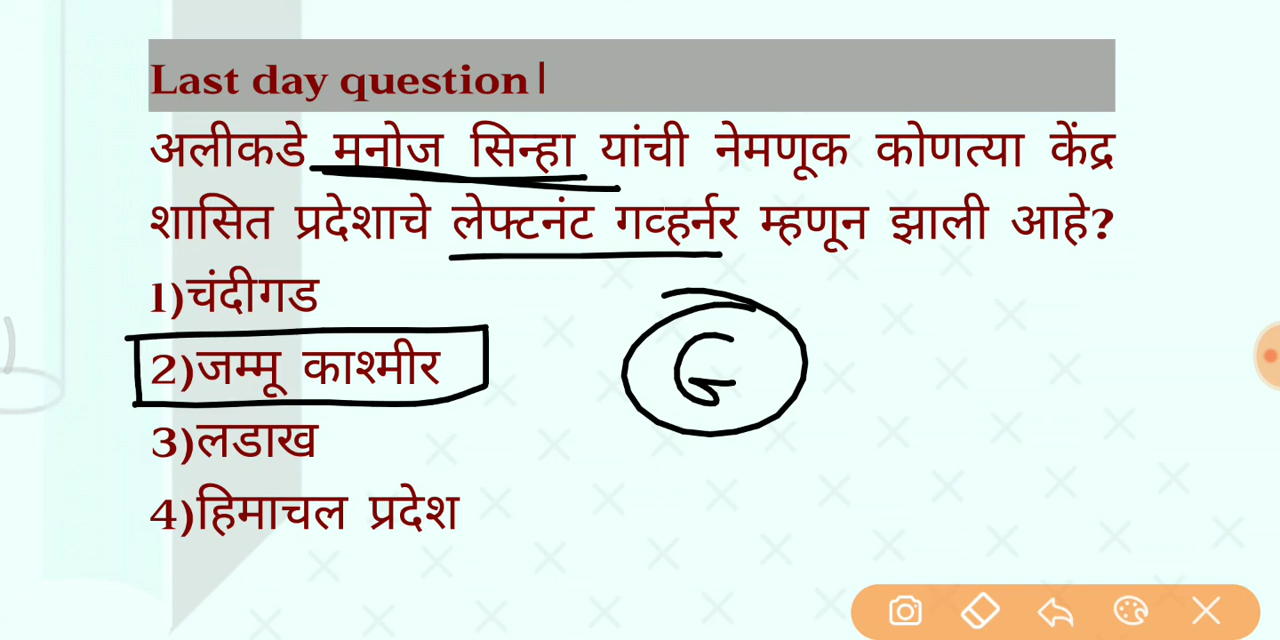 Last day question|
अलीकडे मनोज सिन्हा यांची नेमणूक कोणत्या केंद्र
शासित प्रदेशाचे लेफ्टनंट गव्हर्नर म्हणून झाली आहे?
1)चंदीगड
2)जम्मू काश्मीर
G
3)लडाख
4)हिमाचल प्रदेश